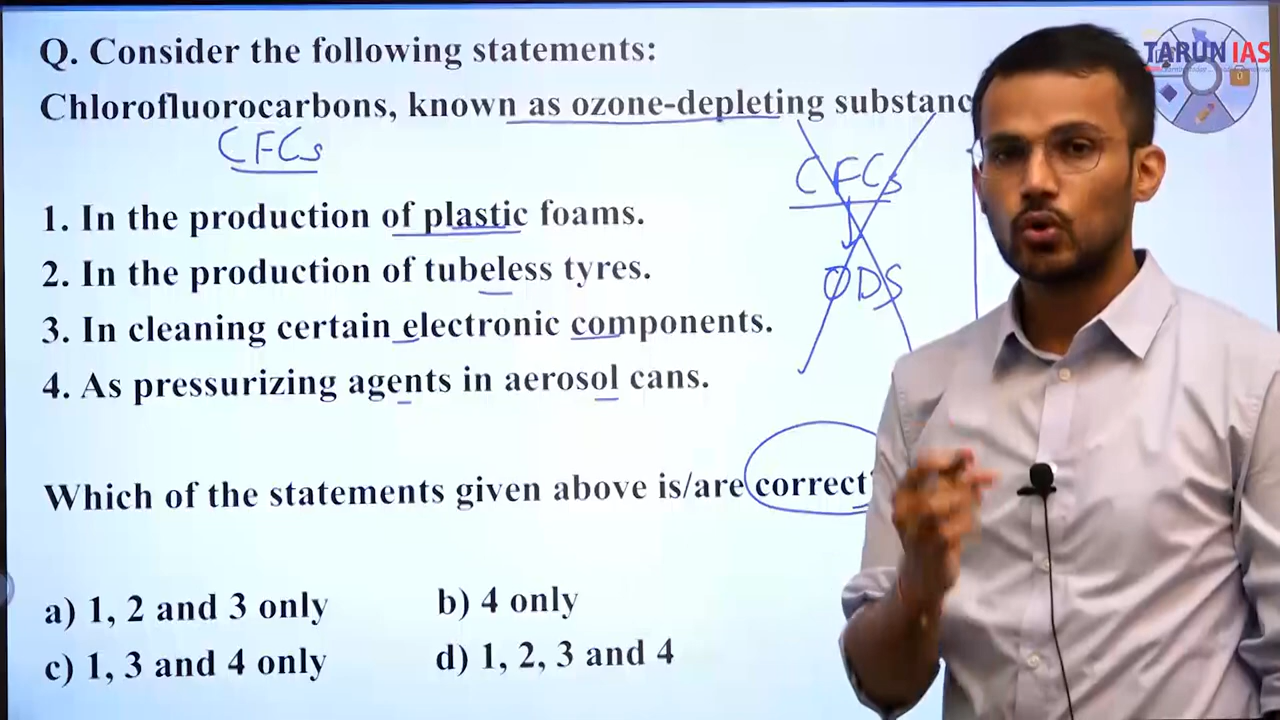 Q. Consider the following statements:
TARUN IAS
Chlorofluorocarbons, known as ozone-depleting substanc
CFCs
CFCs
1. In the production of plastic foams.
2. In the production of tubeless tyres.
ODS
3. In cleaning certain electronic components.
4. As pressurizing agents in aerosol cans.
Which of the statements given above is/are correct
a) 1, 2 and 3 only
b) 4 only
c) 1, 3 and 4 only
d) 1, 2, 3 and 4